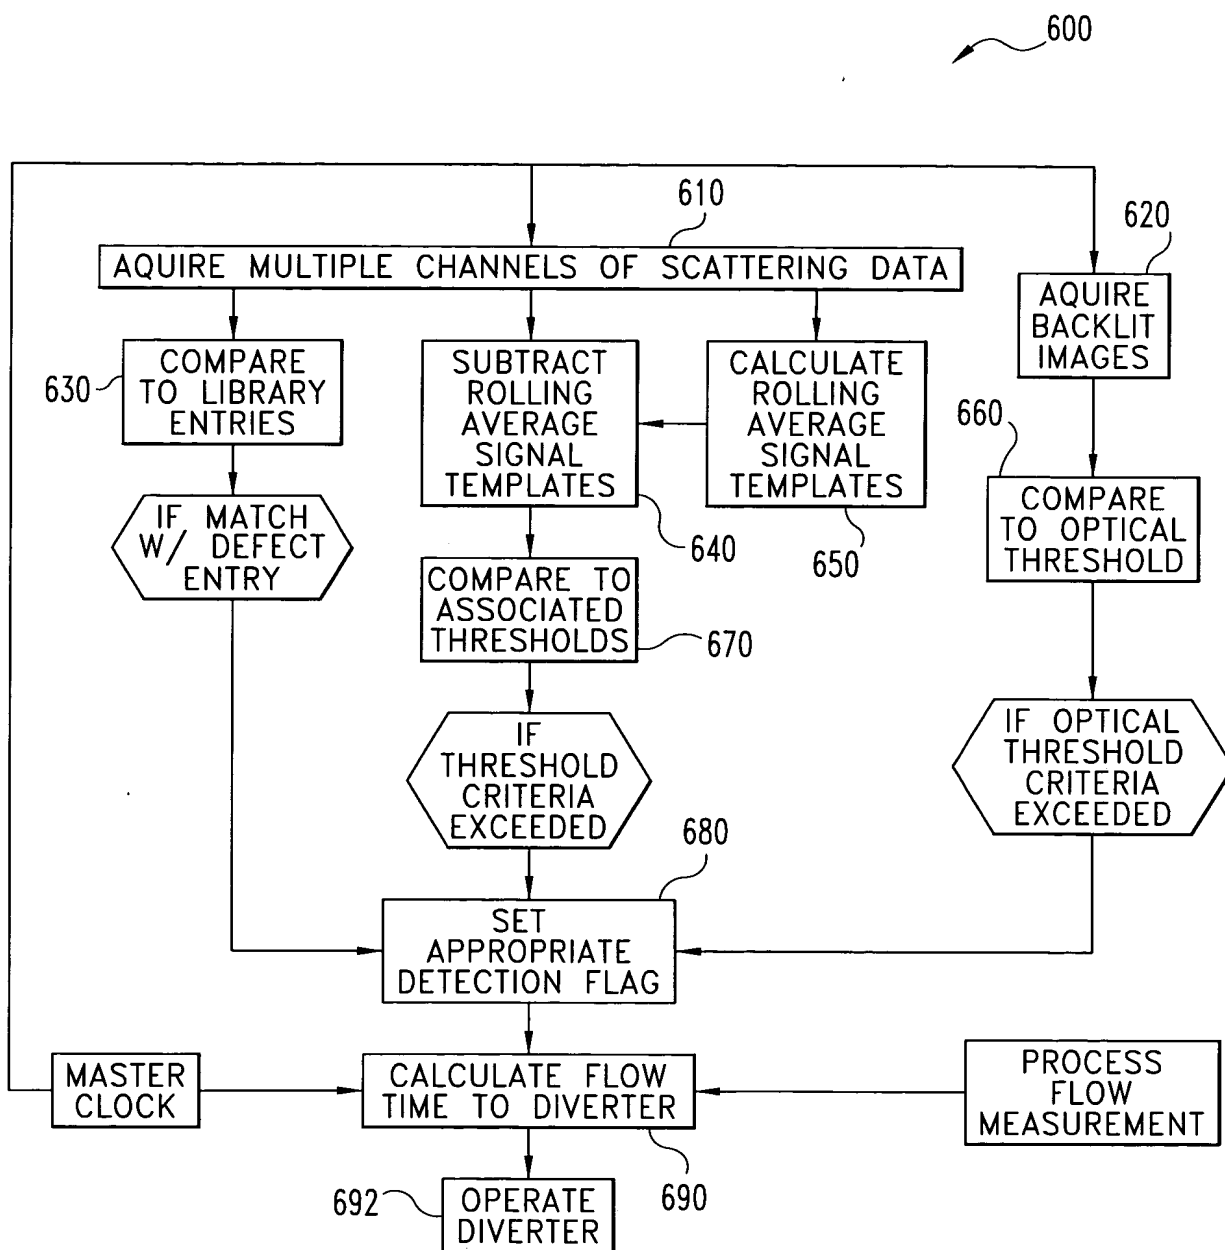 600
610
AQUIRE MULTIPLE CHANNELS OF SCATTERING DATA
620
AQUIRE
BACKLIT
IMAGES
630
COMPARE
TO LIBRARY
ENTRIES
SUBTRACT
ROLLING
AVERAGE
SIGNAL
TEMPLATES
640
CALCULATE
ROLLING
AVERAGE
SIGNAL
TEMPLATES
650
660
COMPARE
TO OPTICAL
THRESHOLD
IF MATCH
W/ DEFECT
ENTRY
COMPARE TO
ASSOCIATED
THRESHOLDS
670
IF
THRESHOLD
CRITERIA
EXCEEDED
IF OPTICAL
THRESHOLD
CRITERIA
EXCEEDED
680
SET
APPROPRIATE
DETECTION FLAG
MASTER
CLOCK
CALCULATE FLOW
TIME TO DIVERTER
690
PROCESS
FLOW
MEASUREMENT
692
OPERATE
DIVERTER